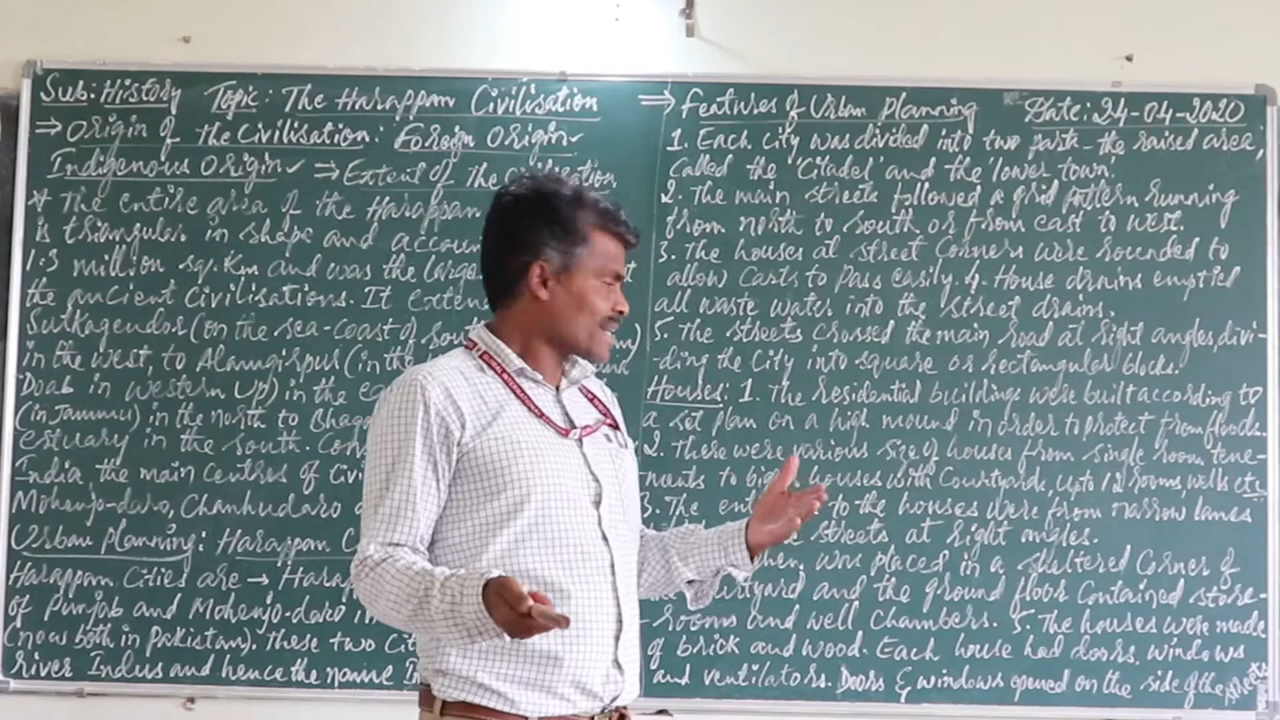 Sub: History Topic: The Harappan Civilisation
⇒ Origin of the Civilisation: Foreign Origin
Indigenous Origin ⇒ Extent of the civilisation
* The entire area of the Harappan
is triangular in shape and accoun
1.3 million sq. Km and was the large
the ancient Civilisations. It exten
Sutkagendor (on the sea-coast of sou
in the west, to Alamgirpur (in the
Doab in western Up) in the ea
(in Jammu) in the north to Bhag
estuary in the south. Con
India, the main centres of Civi
Mohenjo-daro, Chanhudaro
Urban Planning: Harappan C
Harappan Cities are → Hara
of Punjab and Mohenjo-daro in
(now both in Pakistan). These two Cit
river Indus and hence the name In
⇒ Features of Urban Planning Date: 24-04-2020
1. Each City was divided into two parts - the raised area,
called the 'Citadel' and the 'lower town'.
2. The main streets followed a grid pattern running
from north to south or from east to west.
3. The houses at street Corners were rounded to
allow Carts to Pass easily. 4. House drains emptied
all waste water into the street drains.
5. The streets crossed the main road at right angles, divi-
-ding the City into square or rectangular blocks.
Houses: 1. The residential buildings were built according to
a set plan on a high mound in order to protect from floods.
2. There were various size of houses from single room tene-
ments to big houses with Courtyards, upto 12 rooms, wells etc.
3. The en to the houses were from narrow lanes
streets at right angles.
was placed in a sheltered Corner of
courtyard and the ground floor Contained store-
-rooms and well Chambers. 5. The houses were made
of brick and wood. Each house had doors, windows
and ventilators. Doors & windows opened on the side of the streets